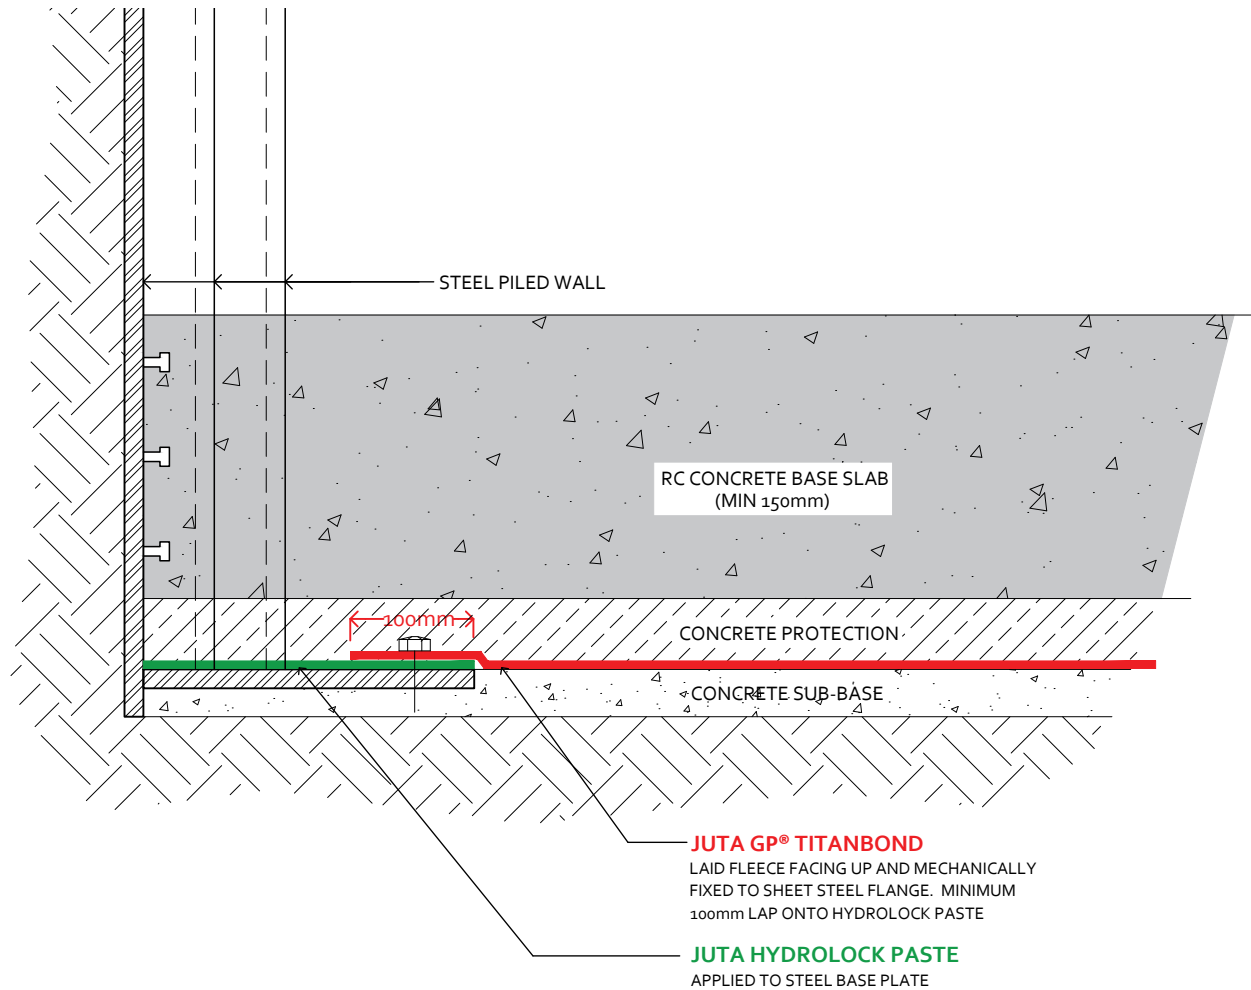 STEEL PILED WALL
RC CONCRETE BASE SLAB
(MIN 150mm)
100mm
CONCRETE PROTECTION
CONCRETE SUB-BASE
JUTA GP® TITANBOND
LAID FLEECE FACING UP AND MECHANICALLY
FIXED TO SHEET STEEL FLANGE. MINIMUM
100mm LAP ONTO HYDROLOCK PASTE
JUTA HYDROLOCK PASTE
APPLIED TO STEEL BASE PLATE